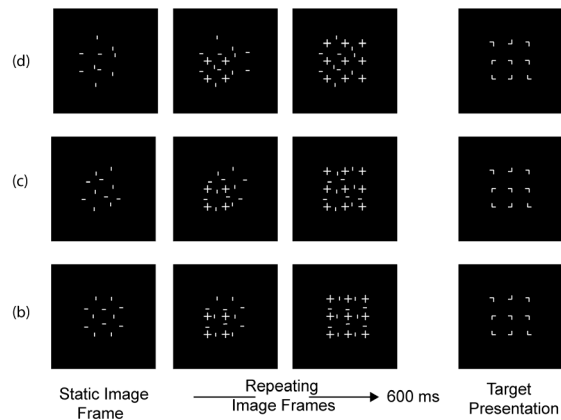 (d)
(c)
(b)
Static Image
Frame
Repeating
Image Frames
600 ms
Target
Presentation